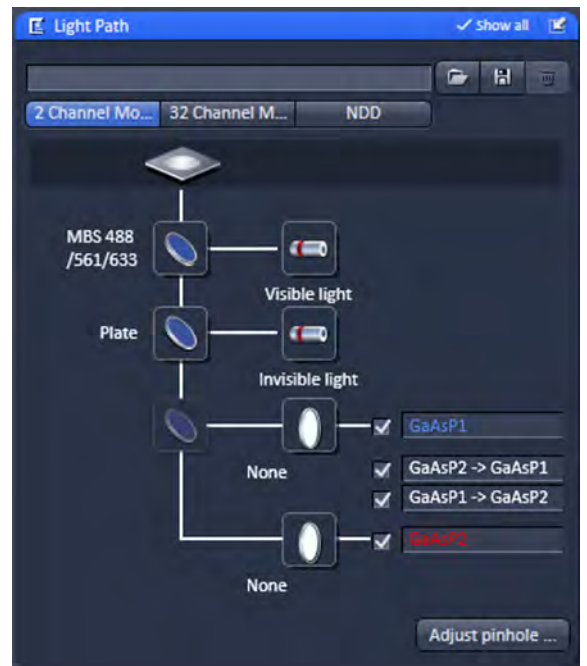 Light Path
Show all
2 Channel Mo...
32 Channel M...
NDD
MBS 488
/561/633
Visible light
Plate
Invisible light
GaAsP1
None
GaAsP2 -> GaAsP1
GaAsP1 -> GaAsP2
GaAsP2
None
Adjust pinhole ...